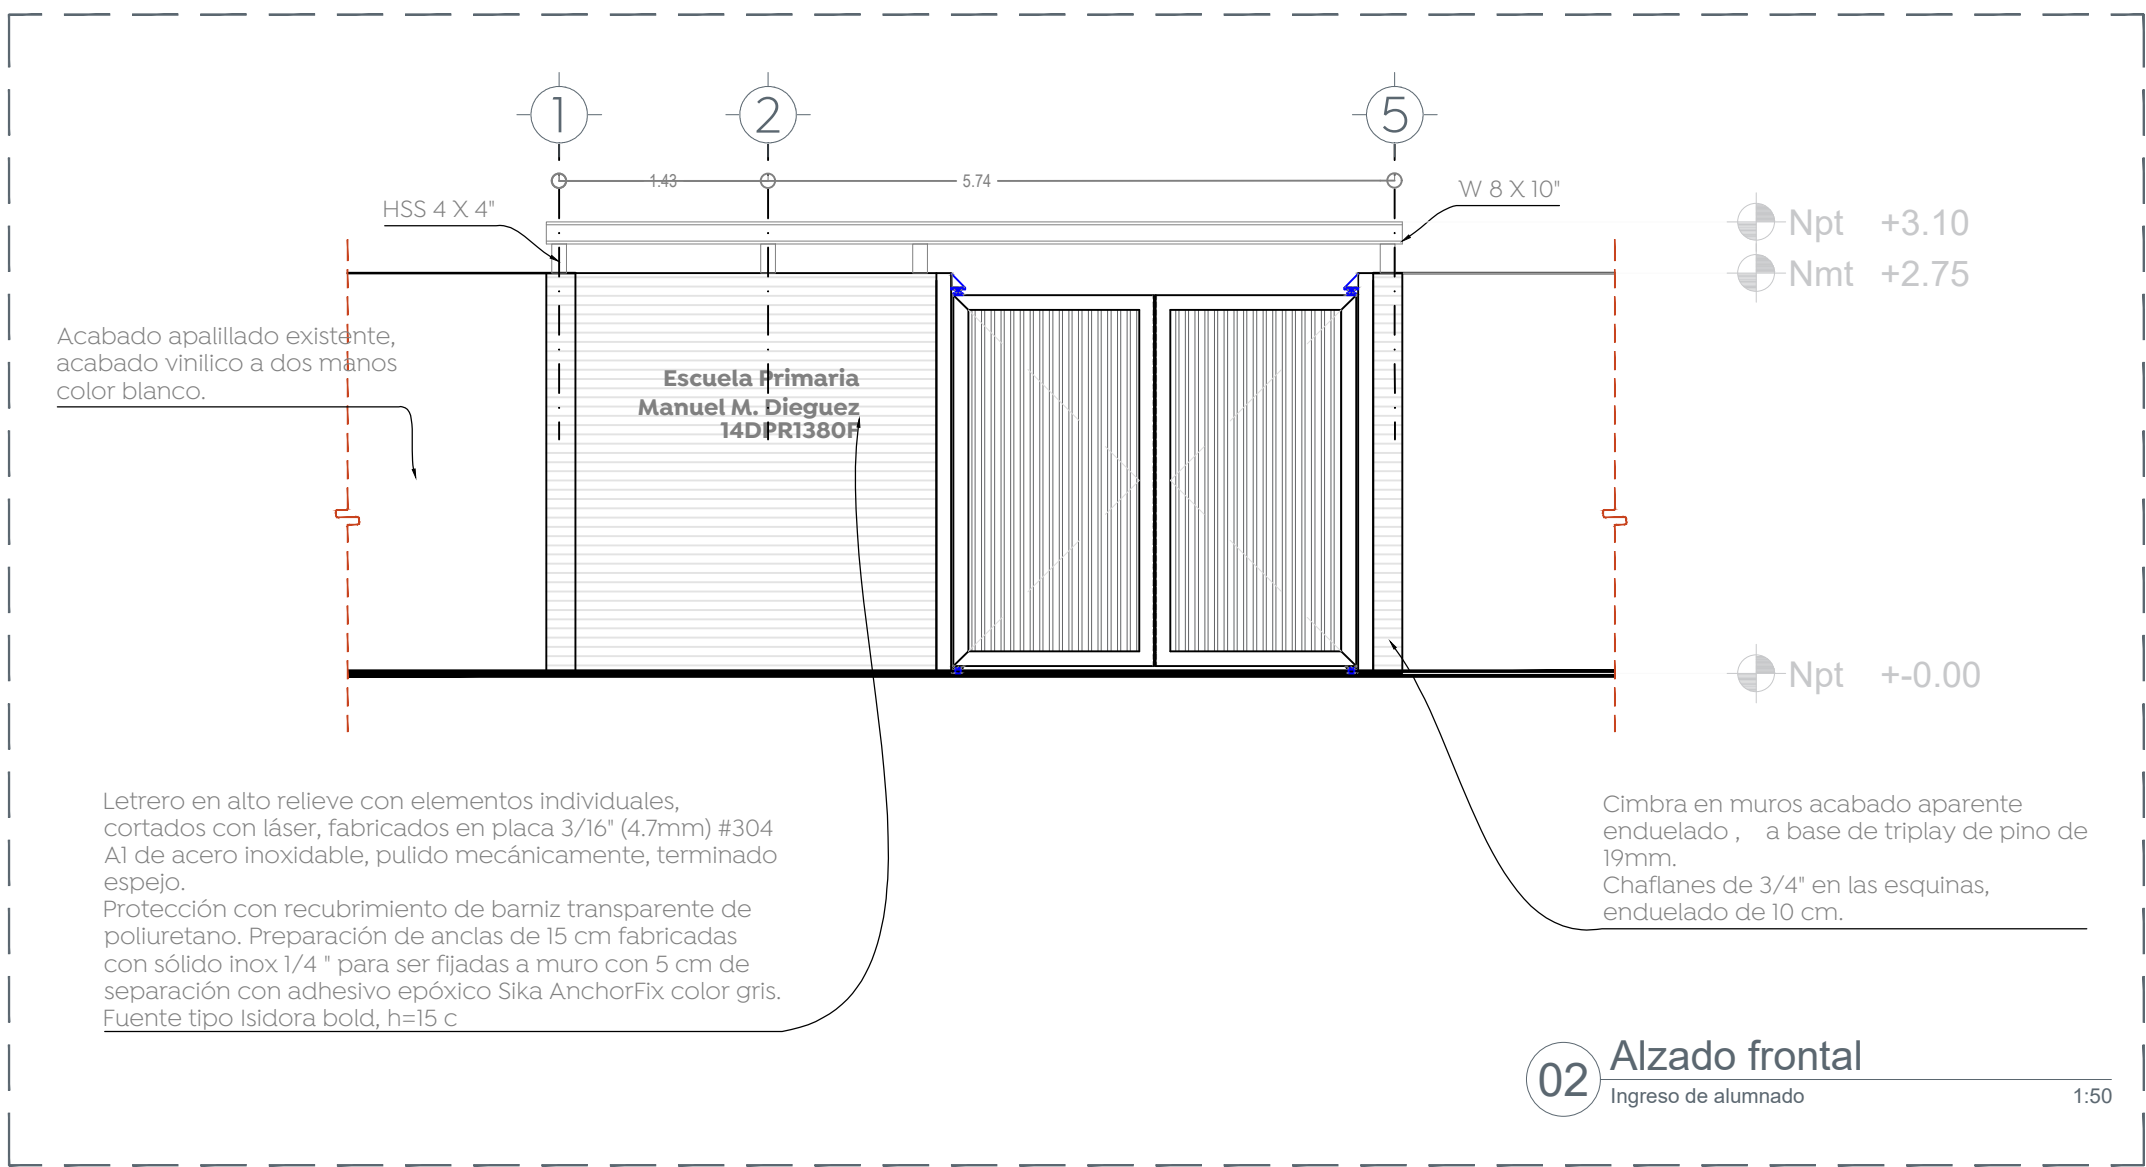 1
2
5
1.43
5.74
HSS 4 X 4"
W 8 X 10"
Npt +3.10
Nmt +2.75
Acabado apalillado existente,
acabado vinilico a dos manos
color blanco.
Escuela Primaria
Manuel M. Dieguez
14DPR1380F
Npt +-0.00
Letrero en alto relieve con elementos individuales,
cortados con láser, fabricados en placa 3/16" (4.7mm) #304
A1 de acero inoxidable, pulido mecánicamente, terminado
espejo.
Protección con recubrimiento de barniz transparente de
poliuretano. Preparación de anclas de 15 cm fabricadas
con sólido inox 1/4 " para ser fijadas a muro con 5 cm de
separación con adhesivo epóxico Sika AnchorFix color gris.
Fuente tipo Isidora bold, h=15 c
Cimbra en muros acabado aparente
enduelado , a base de triplay de pino de
19mm.
Chaflanes de 3/4" en las esquinas,
enduelado de 10 cm.
02
Alzado frontal
Ingreso de alumnado
1:50